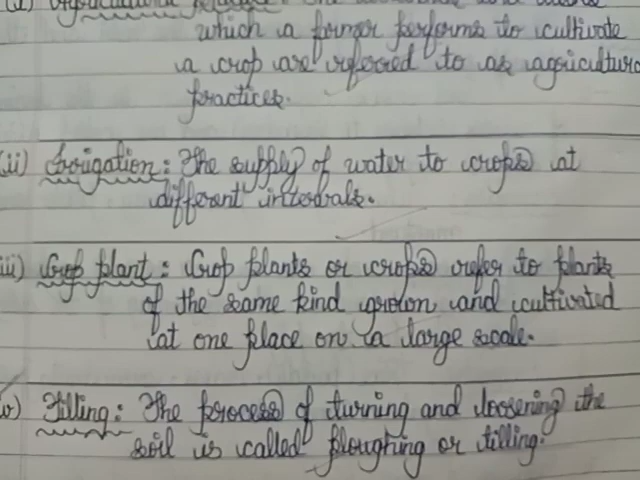 which a farmer performs to cultivate
a crop are referred to as agricultura
practices.
(ii) Irrigation: The supply of water to crops at
different intervals.
iii) Crop plant: Crop plants or crops refer to plants
of the same kind grown and cultivated
at one place on a large scale.
v) Tilling: The process of turning and loosening the
soil is called ploughing or tilling.